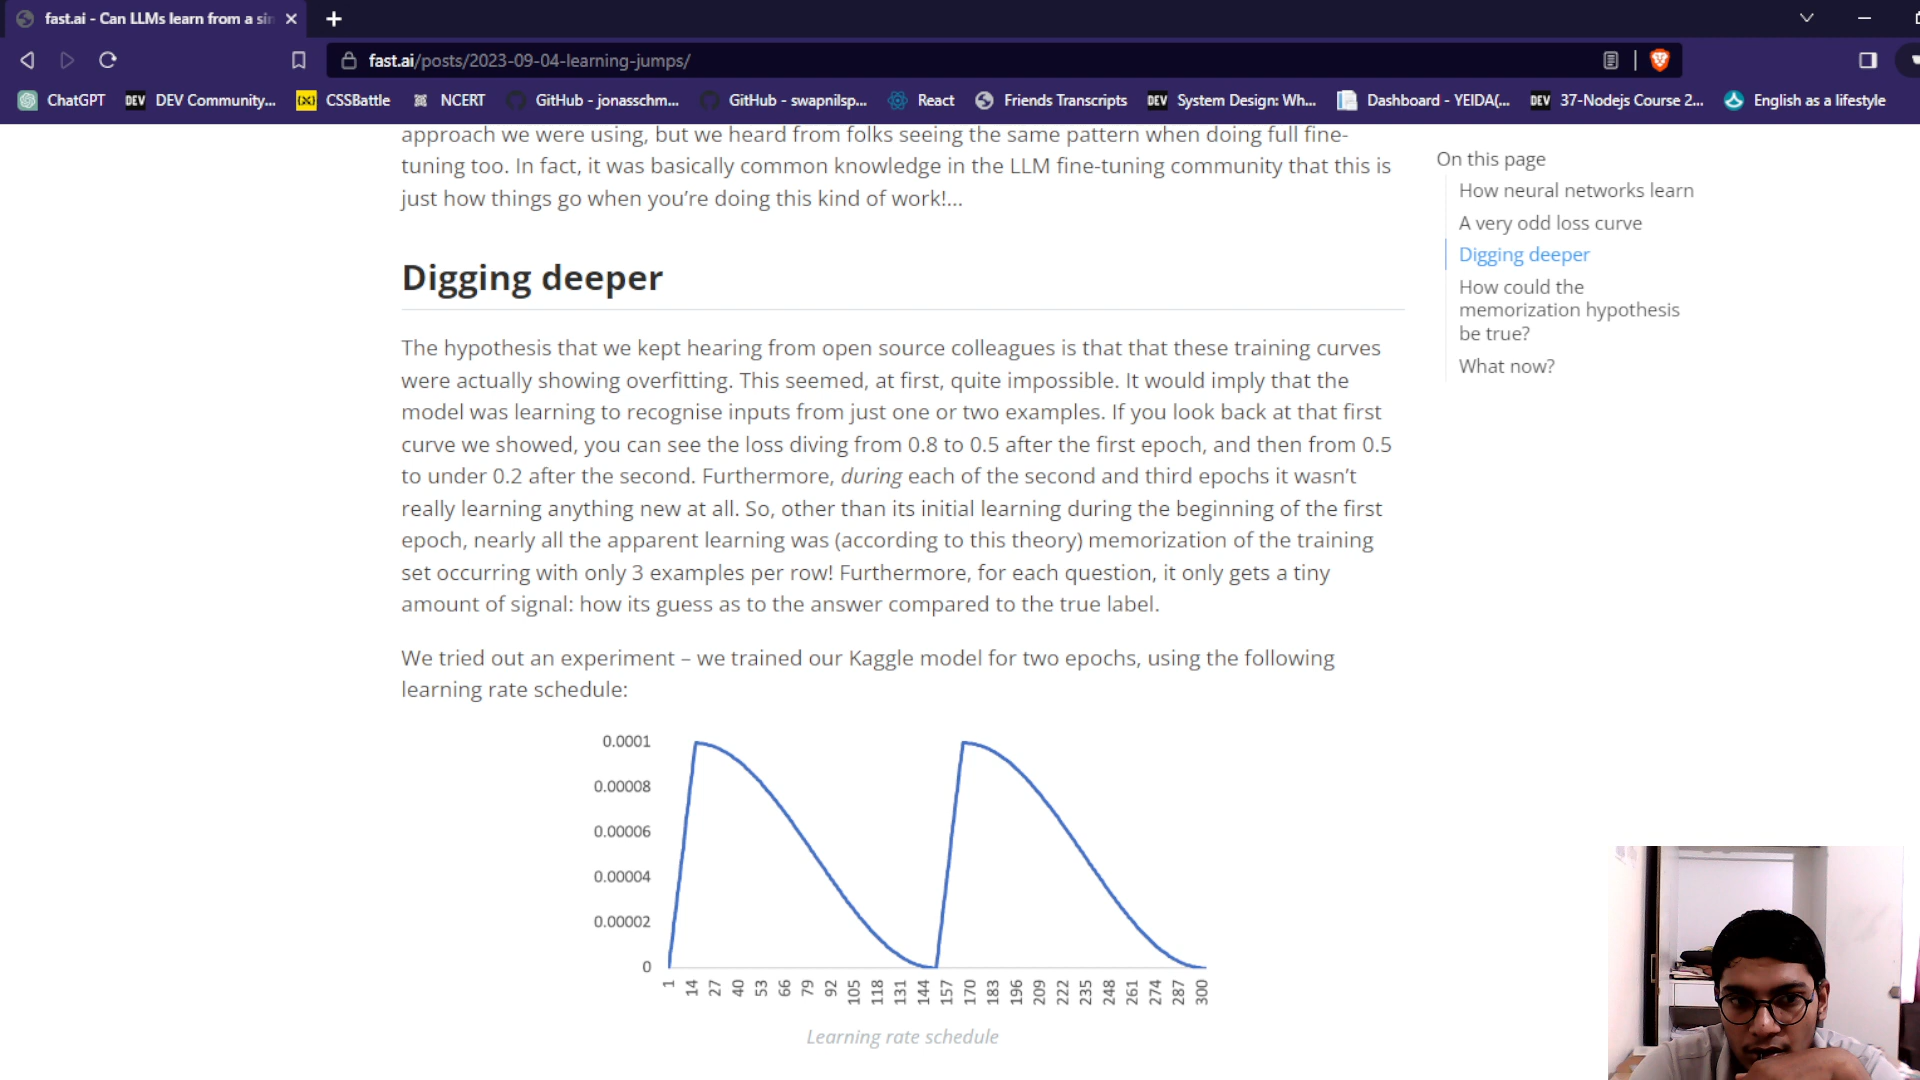 fast.ai - Can LLMs learn from a sin
fast.ai/posts/2023-09-04-learning-jumps/
ChatGPT
DEV DEV Community...
CSSBattle
NCERT
GitHub - jonasschm...
GitHub - swapnilsp...
React
Friends Transcripts
DEV System Design: Wh...
Dashboard - YEIDA(...
DEV 37-Nodejs Course 2...
English as a lifestyle
approach we were using, but we heard from folks seeing the same pattern when doing full fine-
tuning too. In fact, it was basically common knowledge in the LLM fine-tuning community that this is
just how things go when you’re doing this kind of work!...
Digging deeper
The hypothesis that we kept hearing from open source colleagues is that that these training curves
were actually showing overfitting. This seemed, at first, quite impossible. It would imply that the
model was learning to recognise inputs from just one or two examples. If you look back at that first
curve we showed, you can see the loss diving from 0.8 to 0.5 after the first epoch, and then from 0.5
to under 0.2 after the second. Furthermore, during each of the second and third epochs it wasn’t
really learning anything new at all. So, other than its initial learning during the beginning of the first
epoch, nearly all the apparent learning was (according to this theory) memorization of the training
set occurring with only 3 examples per row! Furthermore, for each question, it only gets a tiny
amount of signal: how its guess as to the answer compared to the true label.
We tried out an experiment – we trained our Kaggle model for two epochs, using the following
learning rate schedule:
0.0001
0.00008
0.00006
0.00004
0.00002
0
1 14 27 40 53 66 79 92 105 118 131 144 157 170 183 196 209 222 235 248 261 274 287 300
Learning rate schedule
On this page
How neural networks learn
A very odd loss curve
Digging deeper
How could the
memorization hypothesis
be true?
What now?